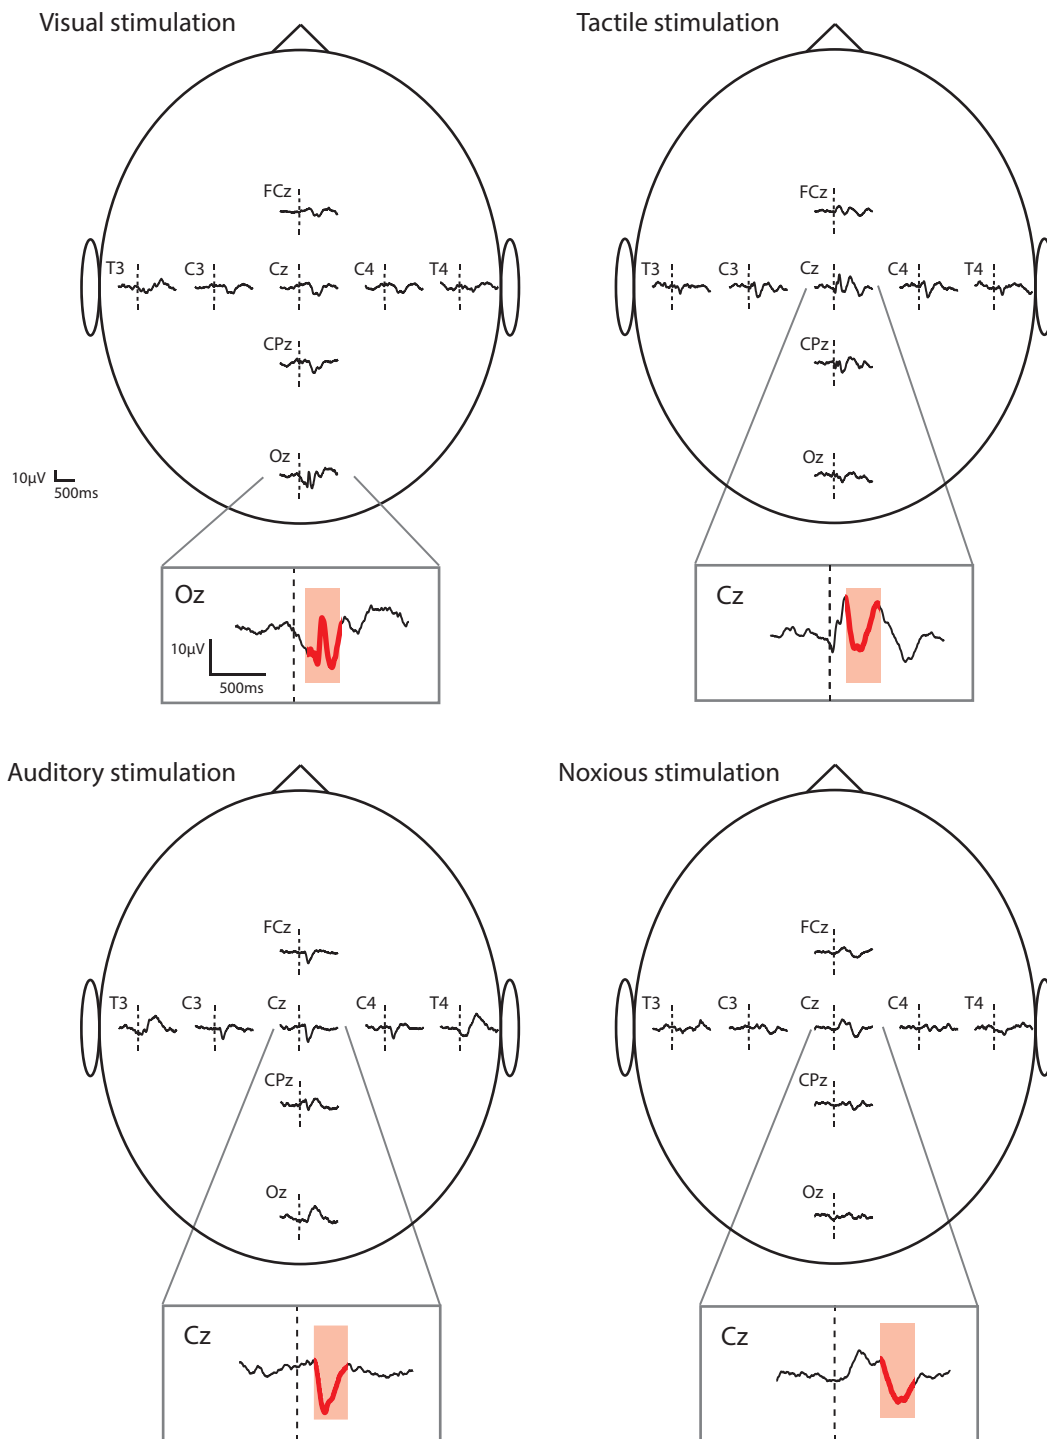 Visual stimulation
FCz
T3 C3 Cz C4 T4
CPz
Oz
10μV
500ms
Oz
10μV
500ms
Tactile stimulation
FCz
T3 C3 Cz C4 T4
CPz
Oz
Cz
Auditory stimulation
FCz
T3 C3 Cz C4 T4
CPz
Oz
Cz
Noxious stimulation
FCz
T3 C3 Cz C4 T4
CPz
Oz
Cz